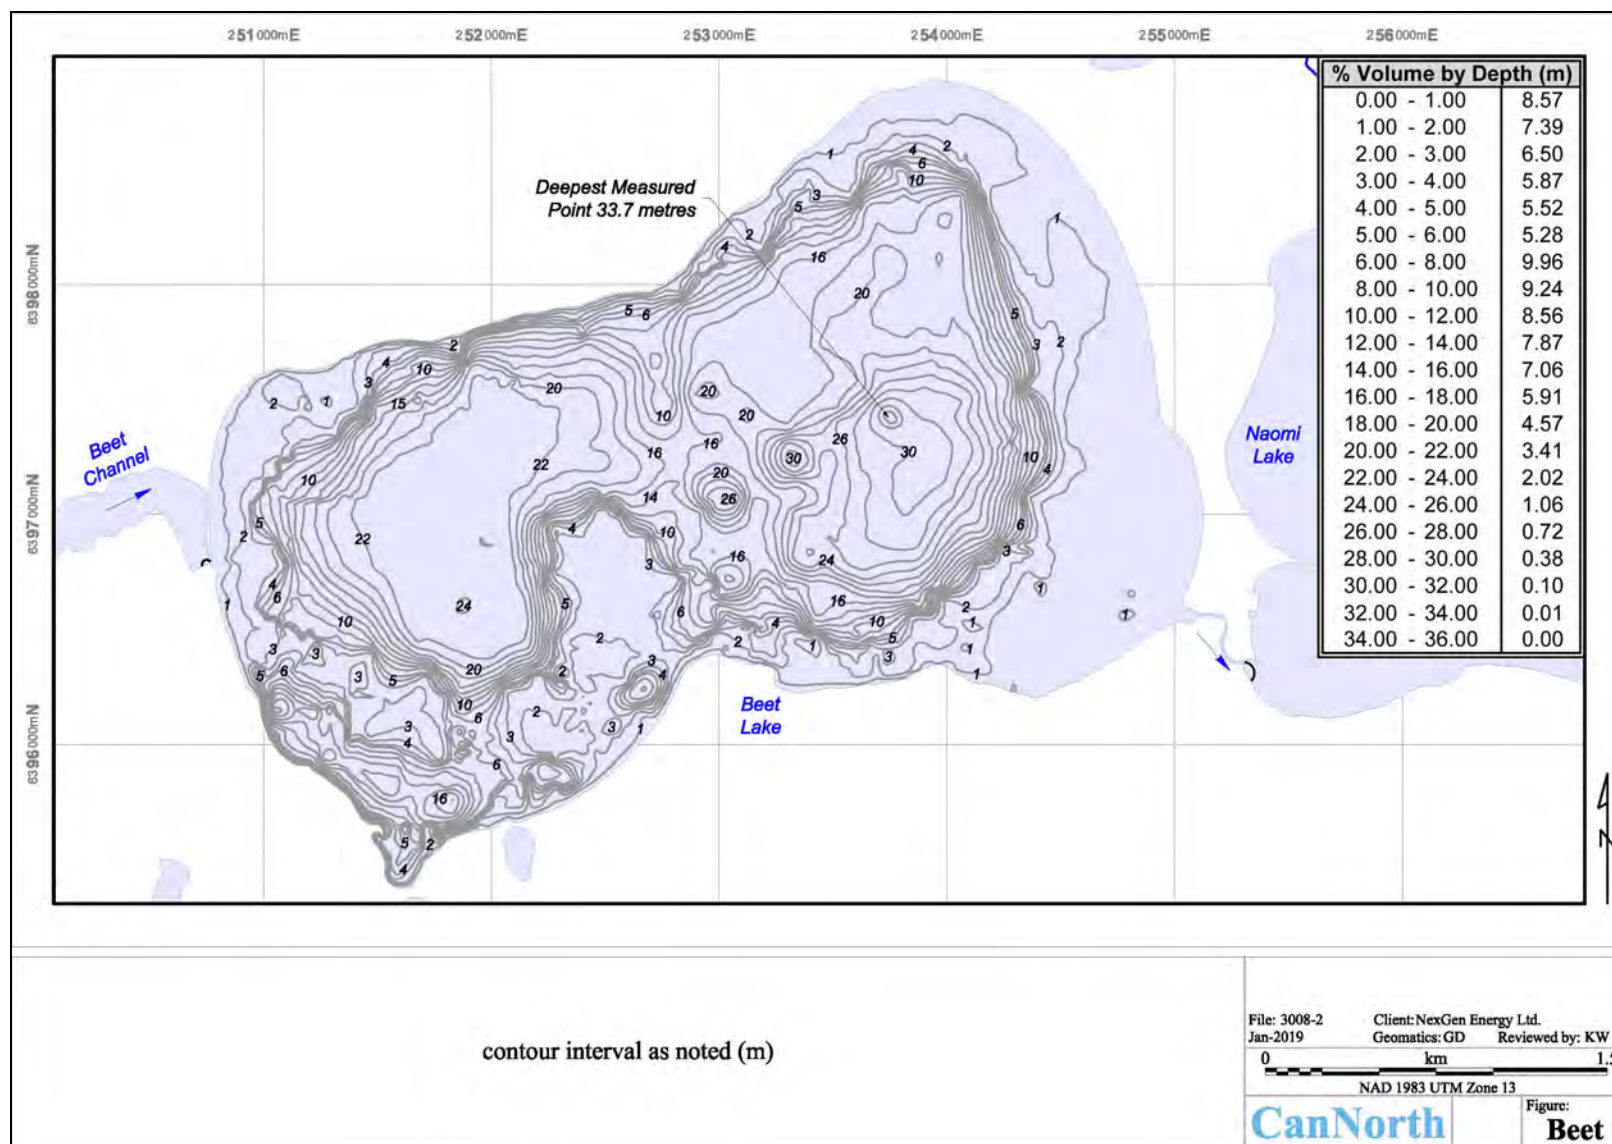 251000mE 252000mE 253000mE 254000mE 255000mE 256000mE
6398000mN
6397000mN
6396000mN
% Volume by Depth (m)
0.00 - 1.00 8.57
1.00 - 2.00 7.39
2.00 - 3.00 6.50
3.00 - 4.00 5.87
4.00 - 5.00 5.52
5.00 - 6.00 5.28
6.00 - 8.00 9.96
8.00 - 10.00 9.24
10.00 - 12.00 8.56
12.00 - 14.00 7.87
14.00 - 16.00 7.06
16.00 - 18.00 5.91
18.00 - 20.00 4.57
20.00 - 22.00 3.41
22.00 - 24.00 2.02
24.00 - 26.00 1.06
26.00 - 28.00 0.72
28.00 - 30.00 0.38
30.00 - 32.00 0.10
32.00 - 34.00 0.01
34.00 - 36.00 0.00
Deepest Measured
Point 33.7 metres
Beet
Channel
Naomi
Lake
Beet
Lake
contour interval as noted (m)
File: 3008-2 Client: NexGen Energy Ltd.
Jan-2019 Geomatics: GD Reviewed by: KW
0 km 1.5
NAD 1983 UTM Zone 13
CanNorth
Figure:
Beet